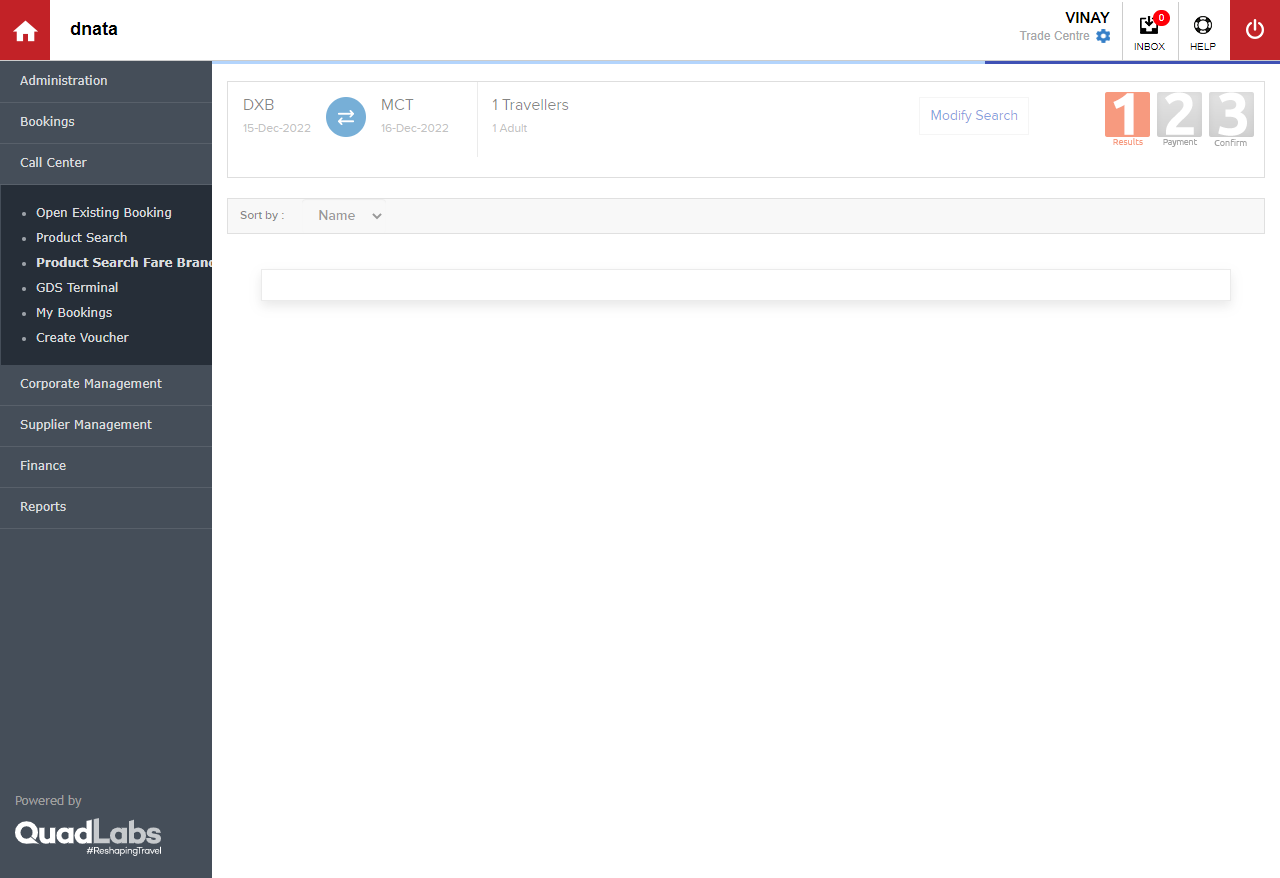 dnata
VINAY
Trade Centre
0
INBOX
HELP
Administration
Bookings
Call Center
Open Existing Booking
Product Search
Product Search Fare Brand
GDS Terminal
My Bookings
Create Voucher
Corporate Management
Supplier Management
Finance
Reports
Powered by
QuadLabs
#ReshapingTravel
DXB
15-Dec-2022
MCT
16-Dec-2022
1 Travellers
1 Adult
Modify Search
1 2 3
Results Payment Confirm
Sort by : Name